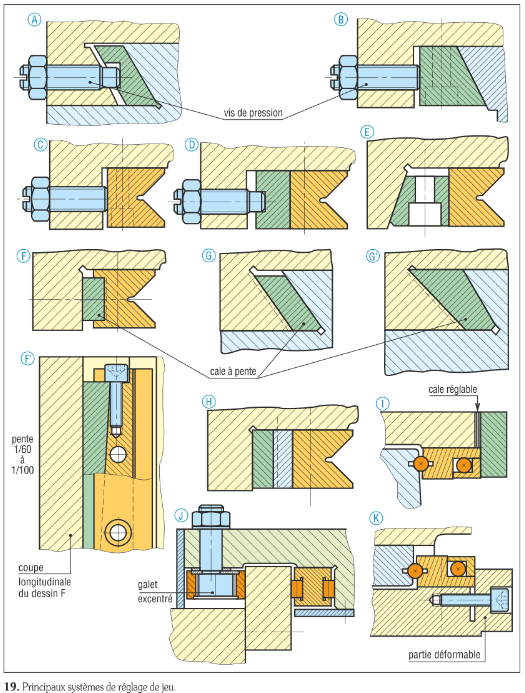 A
B
vis de pression
C
D
E
F
G
G'
cale à pente
F'
pente
1/60
à
1/100
H
I
cale réglable
J
K
coupe
longitudinale
du dessin F
galet
excentré
partie déformable
19. Principaux systèmes de réglage de jeu.